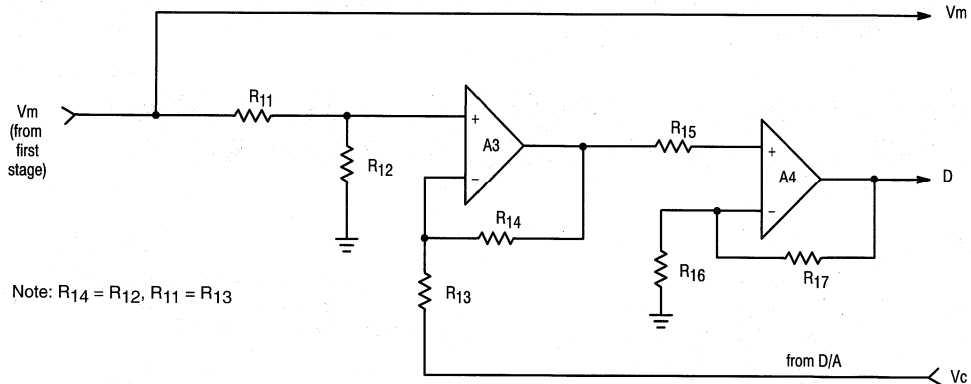 Vm
Vm
(from
first
stage)
R11
R12
+
A3
−
R14
R13
R15
+
A4
−
D
R16
R17
Note: R14 = R12, R11 = R13
from D/A
Vc